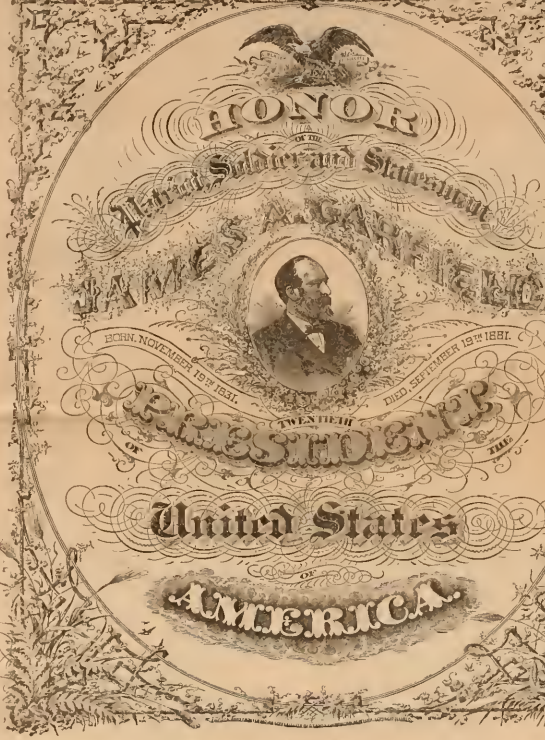 HONOR
OF THE
Patriot, Soldier and Statesman,
JAMES A. GARFIELD
BORN, NOVEMBER 19TH 1831.
DIED, SEPTEMBER 19TH 1881.
TWENTIETH
PRESIDENT
OF THE
United States
OF
AMERICA.